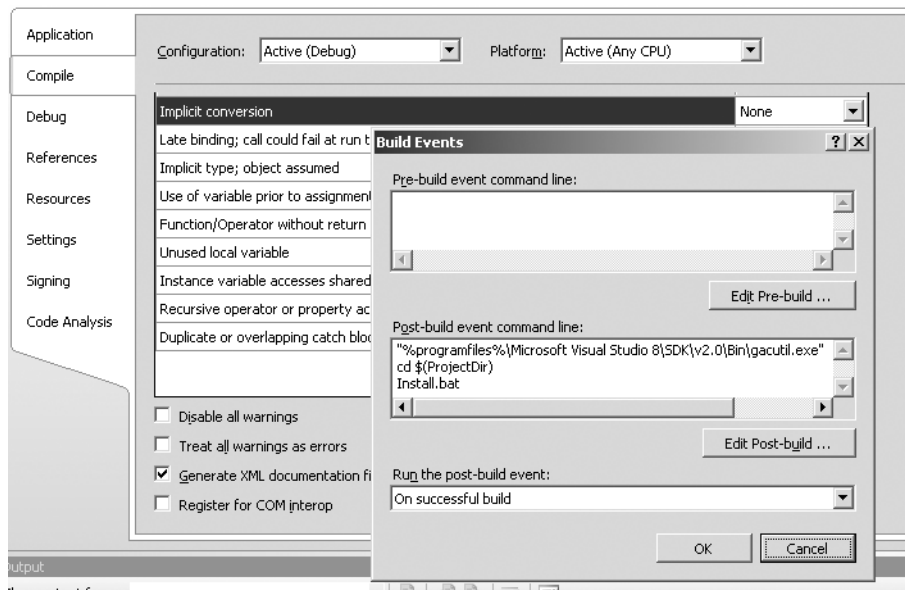 Application
Compile
Debug
References
Resources
Settings
Signing
Code Analysis
Configuration: Active (Debug) Platform: Active (Any CPU)
Implicit conversion None
Late binding; call could fail at run
Implicit type; object assumed
Use of variable prior to assignment
Function/Operator without return
Unused local variable
Instance variable accesses shared
Recursive operator or property
Duplicate or overlapping catch
Disable all warnings
Treat all warnings as errors
Generate XML documentation
Register for COM interop
Build Events
Pre-build event command line:
Edit Pre-build ...
Post-build event command line:
"%programfiles%\Microsoft Visual Studio 8\SDK\v2.0\Bin\gacutil.exe"
cd $(ProjectDir)
Install.bat
Edit Post-build ...
Run the post-build event:
On successful build
OK Cancel